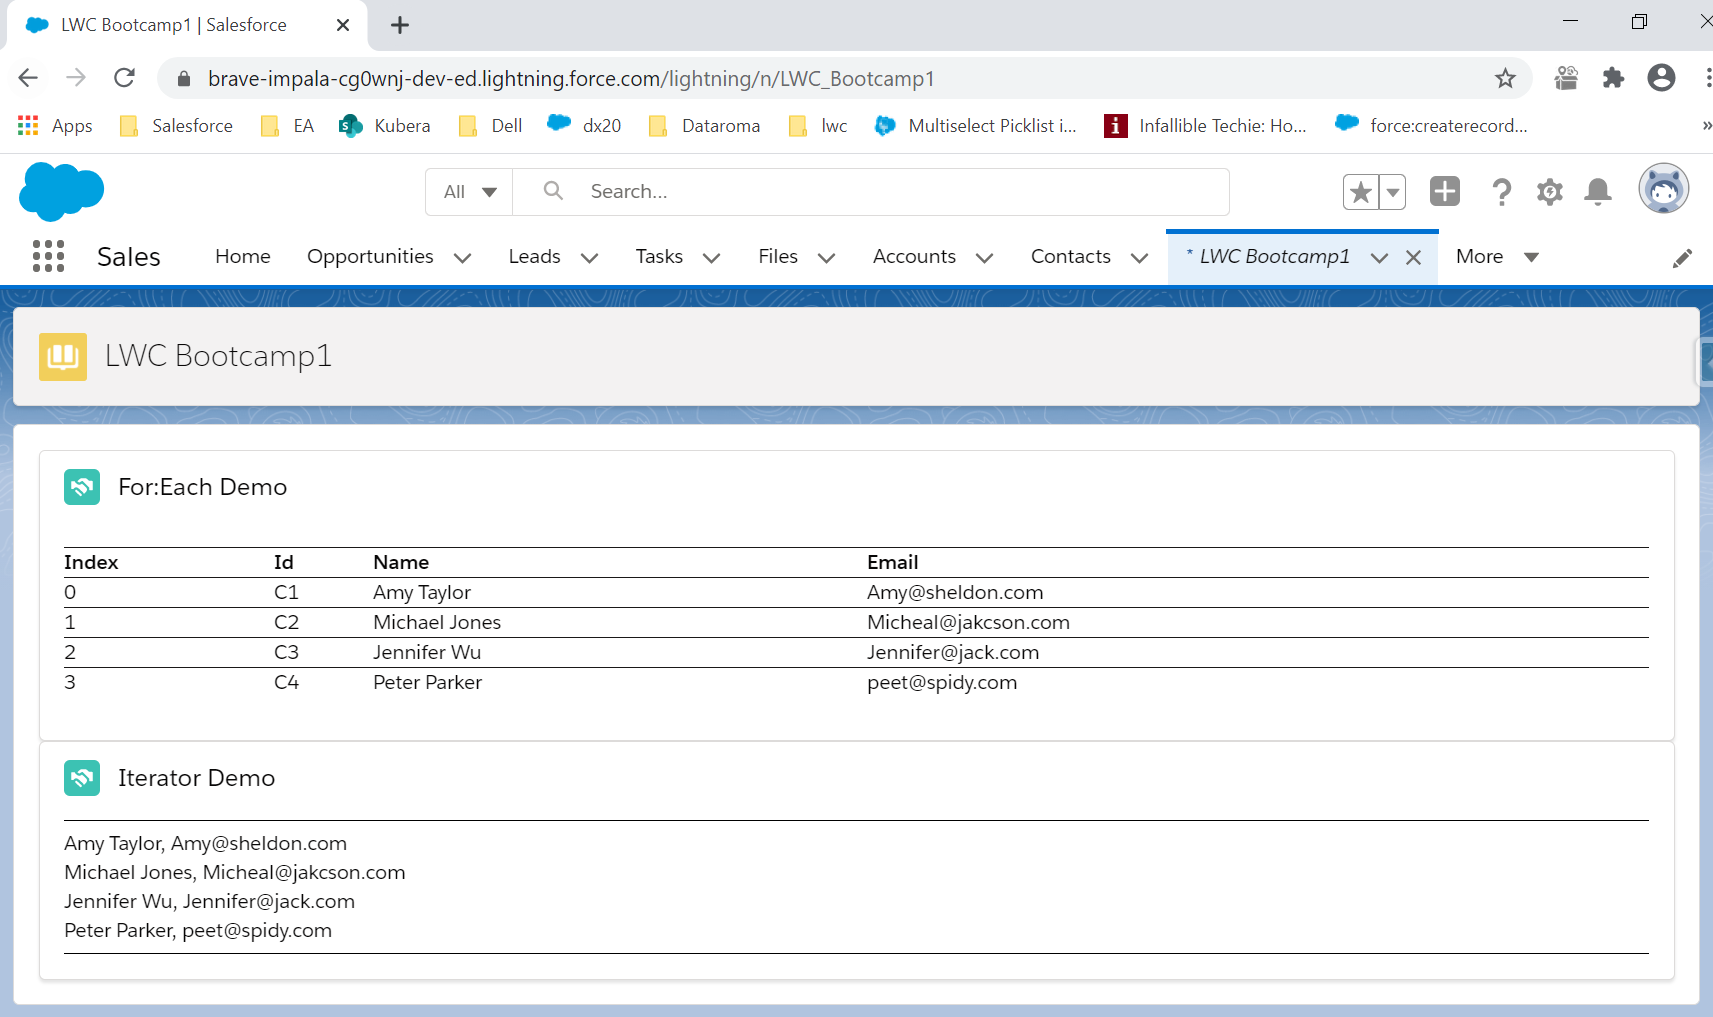 LWC Bootcamp1 | Salesforce
brave-impala-cg0wnj-dev-ed.lightning.force.com/lightning/n/LWC_Bootcamp1
Apps Salesforce EA Kubera Dell dx20 Dataroma lwc Multiselect Picklist i... Infallible Techie: Ho... force:createrecord... »
All Search...
Sales Home Opportunities Leads Tasks Files Accounts Contacts * LWC Bootcamp1 More
LWC Bootcamp1
For:Each Demo
Index Id Name Email
0 C1 Amy Taylor Amy@sheldon.com
1 C2 Michael Jones Micheal@jakcson.com
2 C3 Jennifer Wu Jennifer@jack.com
3 C4 Peter Parker peet@spidy.com
Iterator Demo
Amy Taylor, Amy@sheldon.com
Michael Jones, Micheal@jakcson.com
Jennifer Wu, Jennifer@jack.com
Peter Parker, peet@spidy.com